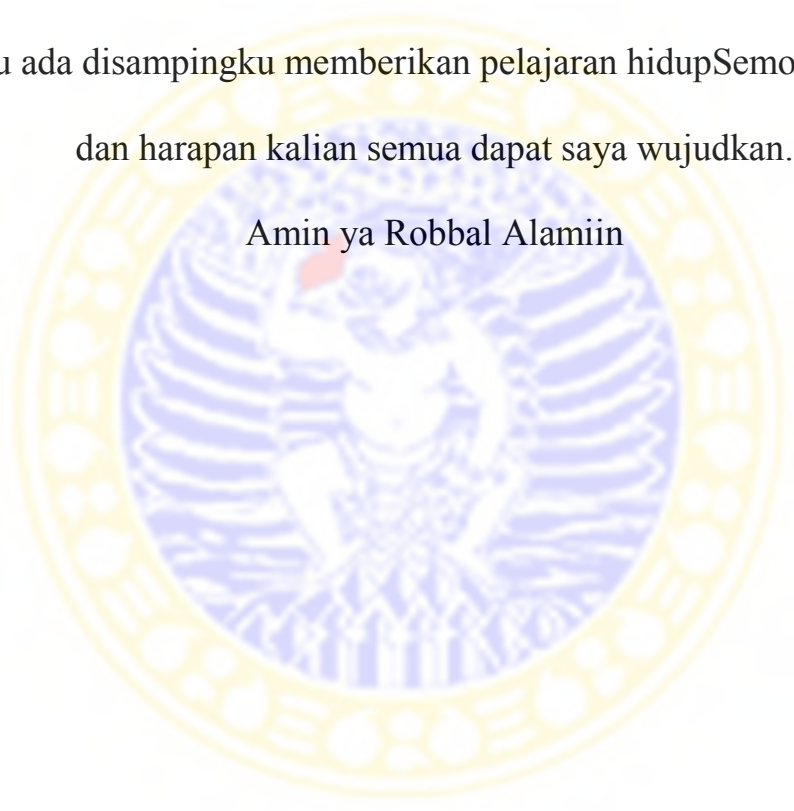 u ada disampingku memberikan pelajaran hidupSemo
dan harapan kalian semua dapat saya wujudkan.
Amin ya Robbal Alamiin